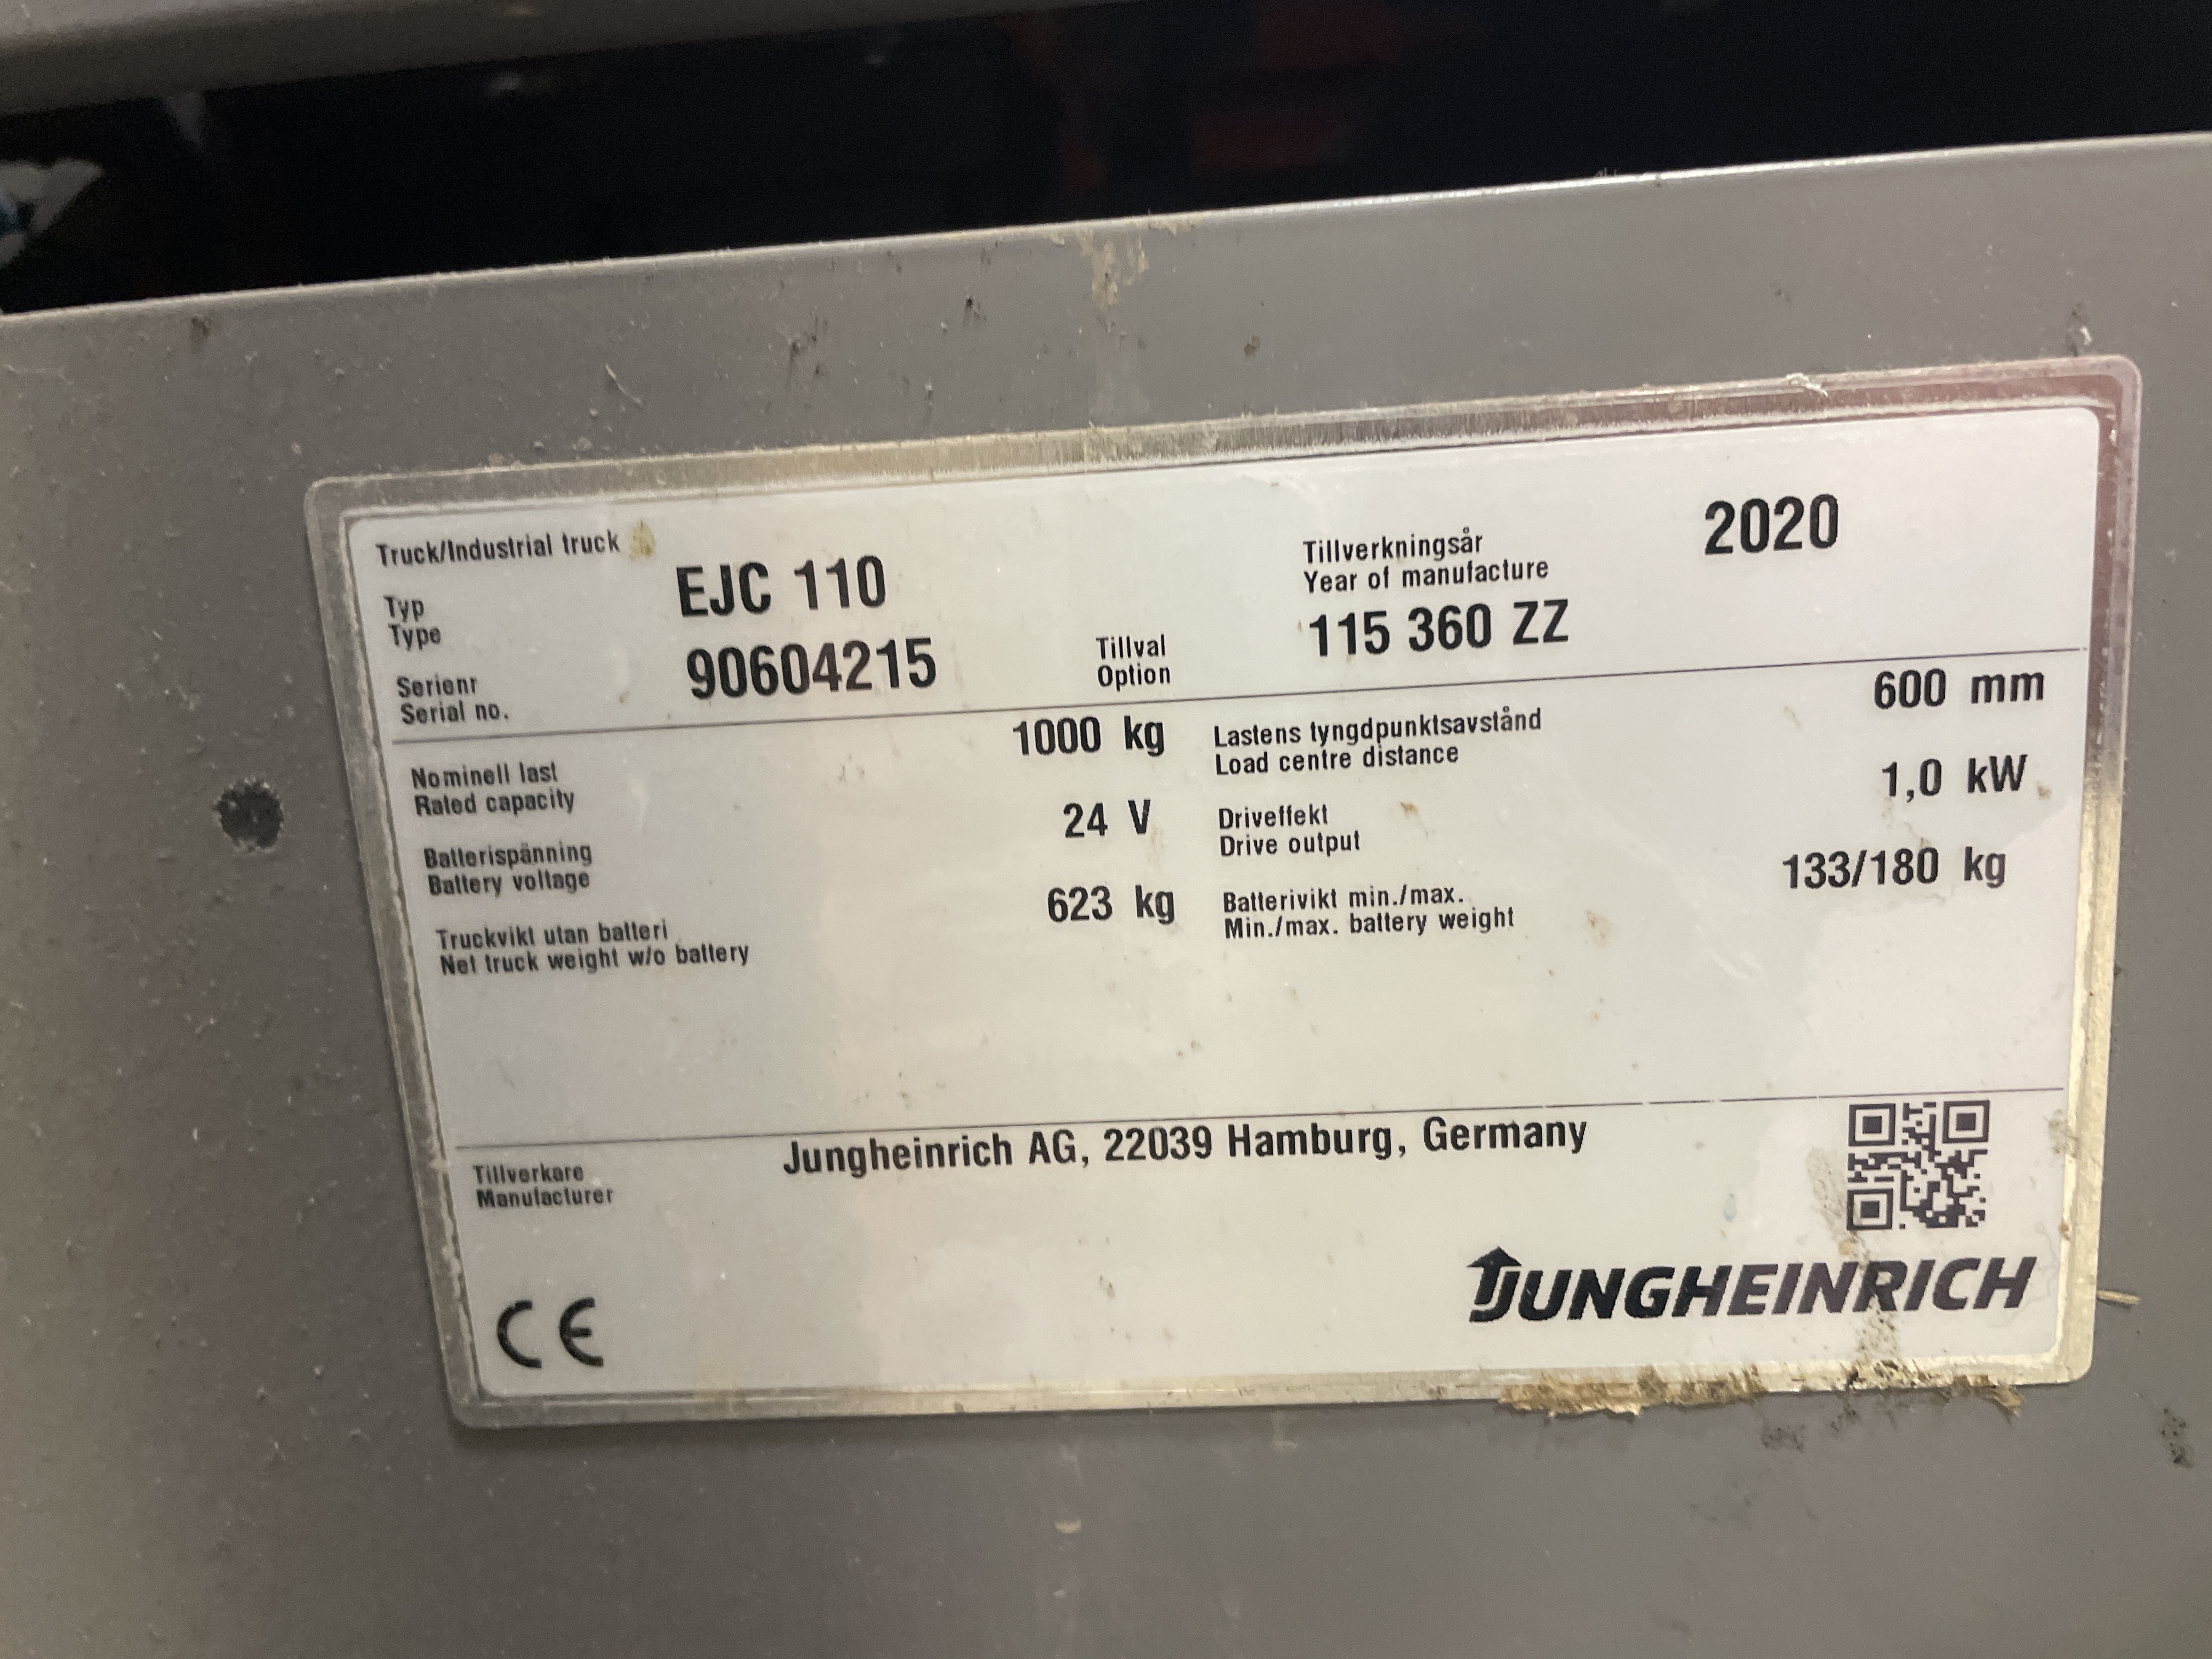 Truck/Industrial truck
Typ
Type
EJC 110
Tillverkningsår
Year of manufacture
2020
Serienr
Serial no.
90604215
Tillval
Option
115 360 ZZ
Nominell last
Rated capacity
1000 kg
Lastens tyngdpunktsavstånd
Load centre distance
600 mm
Batterispänning
Battery voltage
24 V
Driveffekt
Drive output
1,0 kW
Truckvikt utan batteri
Net truck weight w/o battery
623 kg
Batterivikt min./max.
Min./max. battery weight
133/180 kg
Tillverkare
Manufacturer
Jungheinrich AG, 22039 Hamburg, Germany
CE
JUNGHEINRICH